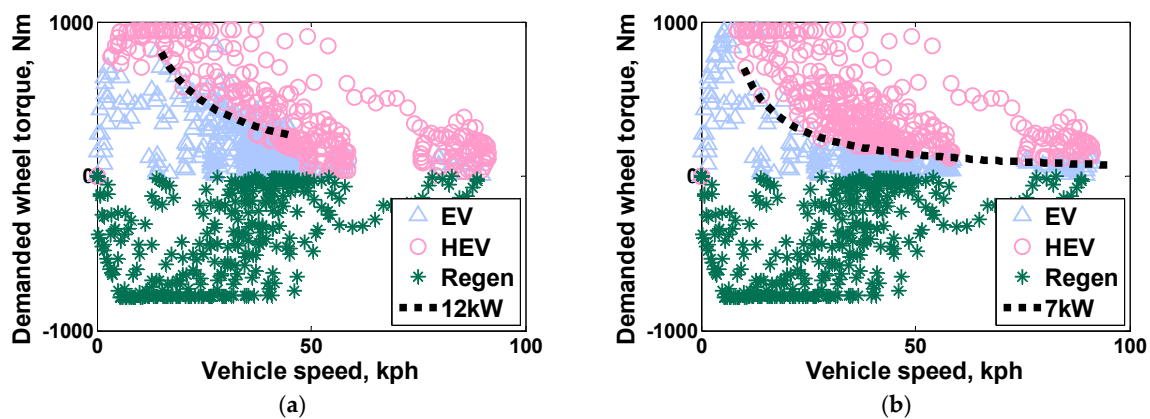 1000
0
-1000
Demanded wheel torque, Nm
EV
HEV
Regen
12kW
0
50
100
Vehicle speed, kph
(a)
1000
0
-1000
Demanded wheel torque, Nm
EV
HEV
Regen
7kW
0
50
100
Vehicle speed, kph
(b)